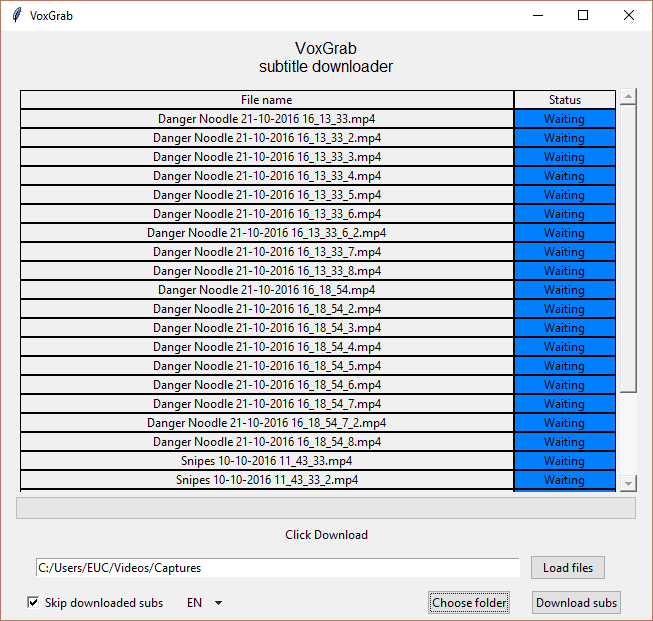 VoxGrab
VoxGrab
subtitle downloader
File name Status
Danger Noodle 21-10-2016 16_13_33.mp4 Waiting
Danger Noodle 21-10-2016 16_13_33_2.mp4 Waiting
Danger Noodle 21-10-2016 16_13_33_3.mp4 Waiting
Danger Noodle 21-10-2016 16_13_33_4.mp4 Waiting
Danger Noodle 21-10-2016 16_13_33_5.mp4 Waiting
Danger Noodle 21-10-2016 16_13_33_6.mp4 Waiting
Danger Noodle 21-10-2016 16_13_33_6_2.mp4 Waiting
Danger Noodle 21-10-2016 16_13_33_7.mp4 Waiting
Danger Noodle 21-10-2016 16_13_33_8.mp4 Waiting
Danger Noodle 21-10-2016 16_18_54.mp4 Waiting
Danger Noodle 21-10-2016 16_18_54_2.mp4 Waiting
Danger Noodle 21-10-2016 16_18_54_3.mp4 Waiting
Danger Noodle 21-10-2016 16_18_54_4.mp4 Waiting
Danger Noodle 21-10-2016 16_18_54_5.mp4 Waiting
Danger Noodle 21-10-2016 16_18_54_6.mp4 Waiting
Danger Noodle 21-10-2016 16_18_54_7.mp4 Waiting
Danger Noodle 21-10-2016 16_18_54_7_2.mp4 Waiting
Danger Noodle 21-10-2016 16_18_54_8.mp4 Waiting
Snipes 10-10-2016 11_43_33.mp4 Waiting
Snipes 10-10-2016 11_43_33_2.mp4 Waiting
Click Download
C:/Users/EUC/Videos/Captures Load files
Skip downloaded subs EN Choose folder Download subs